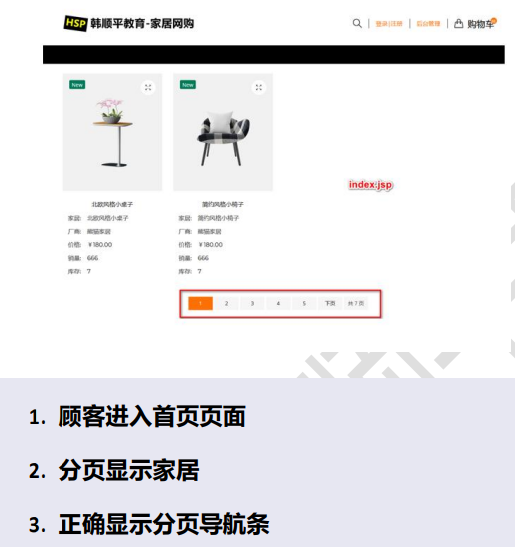 HSP 韩顺平教育-家居网购
登录|注册 | 后台管理 | 购物车
New
New
index.jsp
北欧风格小桌子
简约风格小椅子
家居: 北欧风格小桌子
家居: 简约风格小椅子
厂商: 熊猫家居
厂商: 熊猫家居
价格: ￥180.00
价格: ￥180.00
销量: 666
销量: 666
库存: 7
库存: 7
1 2 3 4 5 下页 共7页
1. 顾客进入首页页面
2. 分页显示家居
3. 正确显示分页导航条